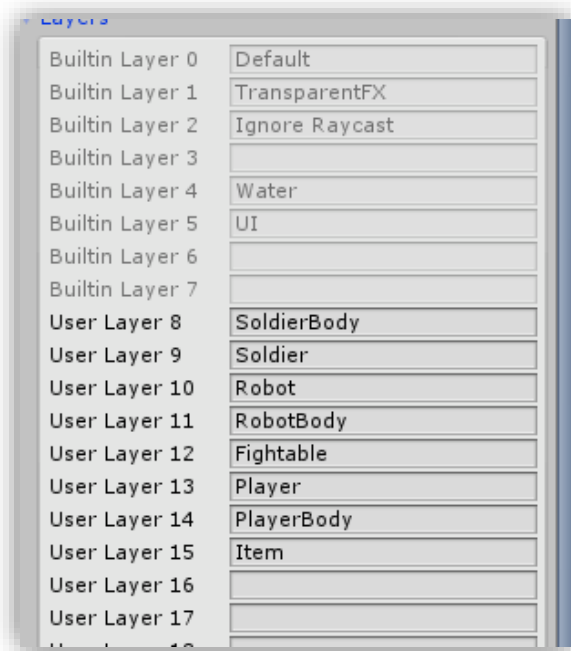 Layers
Builtin Layer 0 Default
Builtin Layer 1 TransparentFX
Builtin Layer 2 Ignore Raycast
Builtin Layer 3
Builtin Layer 4 Water
Builtin Layer 5 UI
Builtin Layer 6
Builtin Layer 7
User Layer 8 SoldierBody
User Layer 9 Soldier
User Layer 10 Robot
User Layer 11 RobotBody
User Layer 12 Fightable
User Layer 13 Player
User Layer 14 PlayerBody
User Layer 15 Item
User Layer 16
User Layer 17